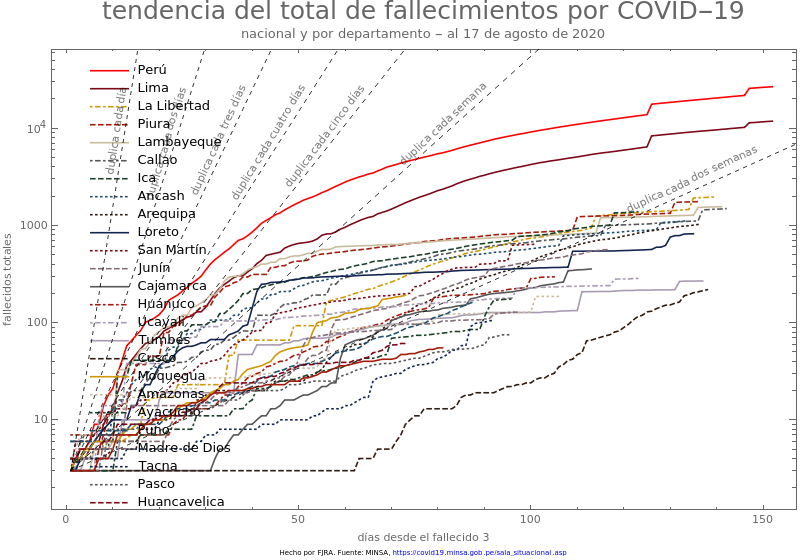 tendencia del total de fallecimientos por COVID−19
nacional y por departamento − al 17 de agosto de 2020
Perú
Lima
La Libertad
Piura
Lambayeque
Callao
Ica
Ancash
Arequipa
Loreto
San Martín
Junín
Cajamarca
Huánuco
Ucayali
Tumbes
Cusco
Moquegua
Amazonas
Ayacucho
Puno
Madre de Dios
Tacna
Pasco
Huancavelica
duplica cada día
duplica cada dos días
duplica cada tres días
duplica cada cuatro días
duplica cada cinco días
duplica cada semana
duplica cada dos semanas
fallecidos totales
10⁴
1000
100
10
0 50 100 150
días desde el fallecido 3
Hecho por FJRA. Fuente: MINSA, https://covid19.minsa.gob.pe/sala_situacional.asp